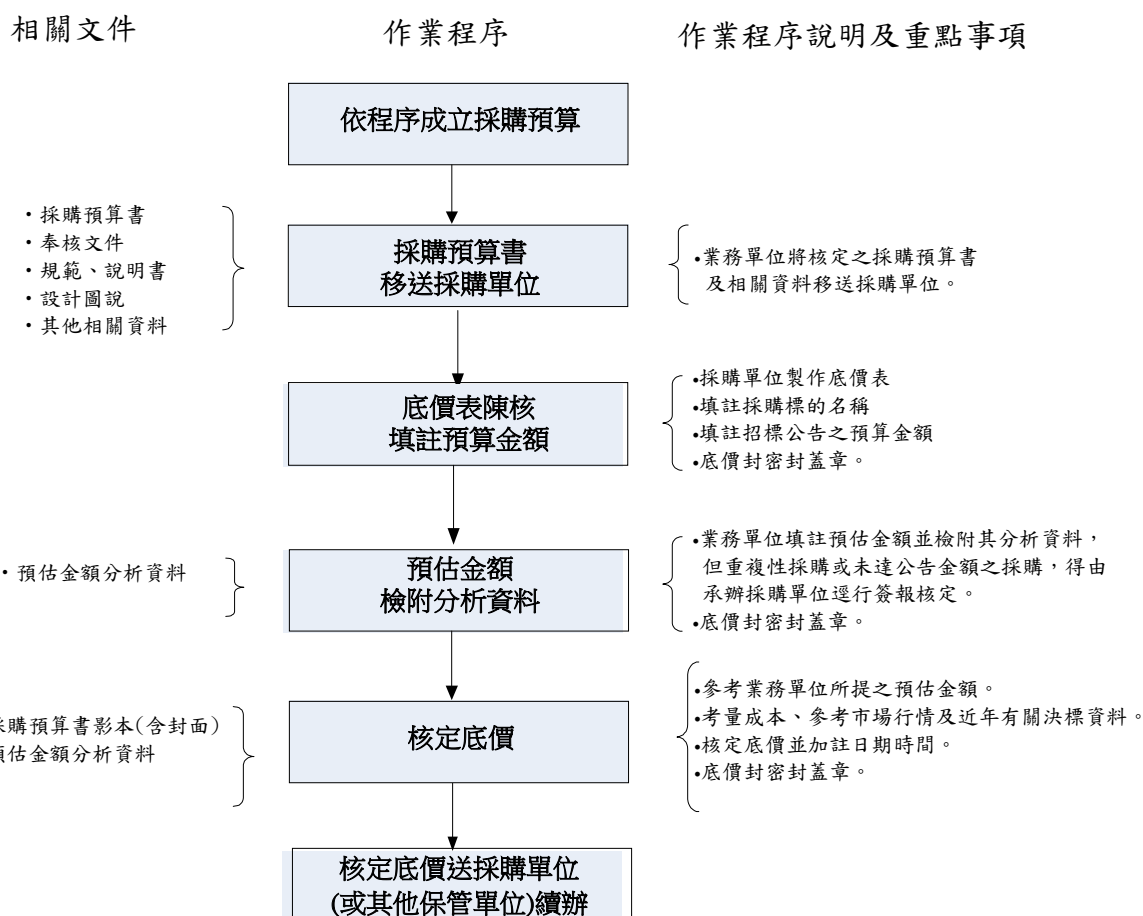 相關文件
作業程序
作業程序說明及重點事項
依程序成立採購預算
・採購預算書
・奉核文件
・規範、說明書
・設計圖說
・其他相關資料
採購預算書
移送採購單位
•業務單位將核定之採購預算書
及相關資料移送採購單位。
底價表陳核
填註預算金額
•採購單位製作底價表
•填註採購標的名稱
•填註招標公告之預算金額
•底價封密封蓋章。
・預估金額分析資料
預估金額
檢附分析資料
•業務單位填註預估金額並檢附其分析資料，
但重複性採購或未達公告金額之採購，得由
承辦採購單位逕行簽報核定。
•底價封密封蓋章。
採購預算書影本(含封面)
預估金額分析資料
核定底價
•參考業務單位所提之預估金額。
•考量成本、參考市場行情及近年有關決標資料。
•核定底價並加註日期時間。
•底價封密封蓋章。
核定底價送採購單位
(或其他保管單位)續辦